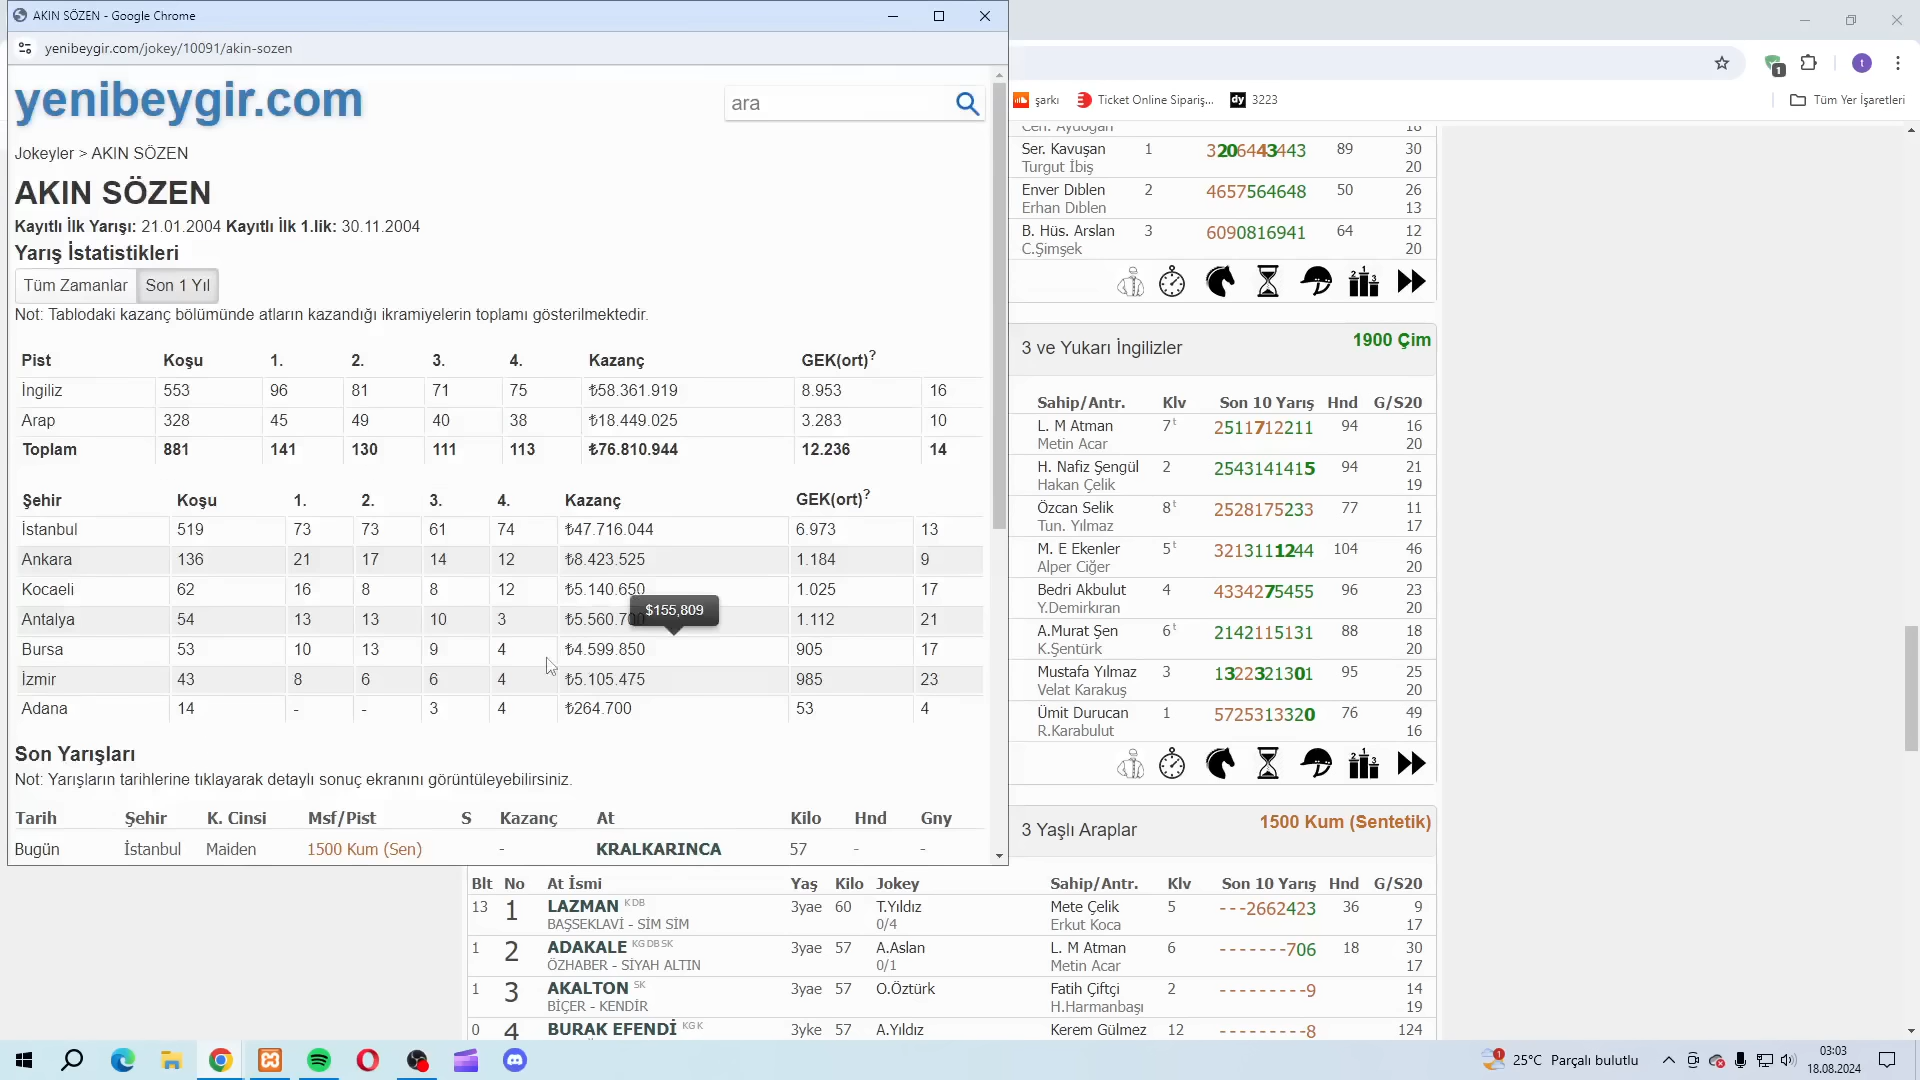 AKIN SÖZEN - Google Chrome
yenibeygir.com/jokey/10091/akin-sozen
yenibeygir.com
ara
Jokeyler > AKIN SÖZEN
AKIN SÖZEN
Kayıtlı İlk Yarışı: 21.01.2004 Kayıtlı İlk 1.lik: 30.11.2004
Yarış İstatistikleri
Tüm Zamanlar Son 1 Yıl
Not: Tablodaki kazanç bölümünde atların kazandığı ikramiyelerin toplamı gösterilmektedir.
Pist Koşu 1. 2. 3. 4. Kazanç GEK(ort)?
İngiliz 553 96 81 71 75 ₺58.361.919 8.953 16
Arap 328 45 49 40 38 ₺18.449.025 3.283 10
Toplam 881 141 130 111 113 ₺76.810.944 12.236 14
Şehir Koşu 1. 2. 3. 4. Kazanç GEK(ort)?
İstanbul 519 73 73 61 74 ₺47.716.044 6.973 13
Ankara 136 21 17 14 12 ₺8.423.525 1.184 9
Kocaeli 62 16 8 8 12 ₺5.140.650 1.025 17
$155,809
Antalya 54 13 13 10 3 ₺5.560.700 1.112 21
Bursa 53 10 13 9 4 ₺4.599.850 905 17
İzmir 43 8 6 6 4 ₺5.105.475 985 23
Adana 14 - - 3 4 ₺264.700 53 4
Son Yarışları
Not: Yarışların tarihlerine tıklayarak detaylı sonuç ekranını görüntüleyebilirsiniz.
Tarih Şehir K. Cinsi Msf/Pist S Kazanç At Kilo Hnd Gny
Bugün İstanbul Maiden 1500 Kum (Sen) - KRALKARINCA 57 - -
1
t
şarkı Ticket Online Sipariş... dy 3223 Tüm Yer İşaretleri
Cen. Aydoğan 18
Ser. Kavuşan 1 3206443443 89 30
Turgut İbiş 20
Enver Dıblen 2 4657564648 50 26
Erhan Dıblen 13
B. Hüs. Arslan 3 6090816941 64 12
C.Şimşek 20
3 ve Yukarı İngilizler 1900 Çim
Sahip/Antr. Klv Son 10 Yarış Hnd G/S20
L. M Atman 7t 2511712211 94 16
Metin Acar 20
H. Nafiz Şengül 2 2543141415 94 21
Hakan Çelik 19
Özcan Selik 8t 2528175233 77 11
Tun. Yılmaz 17
M. E Ekenler 5t 3213111244 104 46
Alper Ciğer 20
Bedri Akbulut 4 4334275455 96 23
Y.Demirkıran 20
A.Murat Şen 6t 2142115131 88 18
K.Şentürk 20
Mustafa Yılmaz 3 1322321301 95 25
Velat Karakuş 20
Ümit Durucan 1 5725313320 76 49
R.Karabulut 16
3 Yaşlı Araplar 1500 Kum (Sentetik)
Blt No At İsmi Yaş Kilo Jokey Sahip/Antr. Klv Son 10 Yarış Hnd G/S20
13 1 LAZMAN KDB 3yae 60 T.Yıldız Mete Çelik 5 ---2662423 36 9
BAŞSEKLAVİ - SİM SİM 0/4 Erkut Koca 17
1 2 ADAKALE KG DB SK 3yae 57 A.Aslan L. M Atman 6 -------706 18 30
ÖZHABER - SİYAH ALTIN 0/1 Metin Acar 17
1 3 AKALTON SK 3yae 57 O.Öztürk Fatih Çiftçi 2 ---------9 14
BİÇER - KENDİR H.Harmanbaşı 19
0 4 BURAK EFENDİ KG K 3yke 57 A.Yıldız Kerem Gülmez 12 ---------8 124
1 25°C Parçalı bulutlu 03:03
18.08.2024